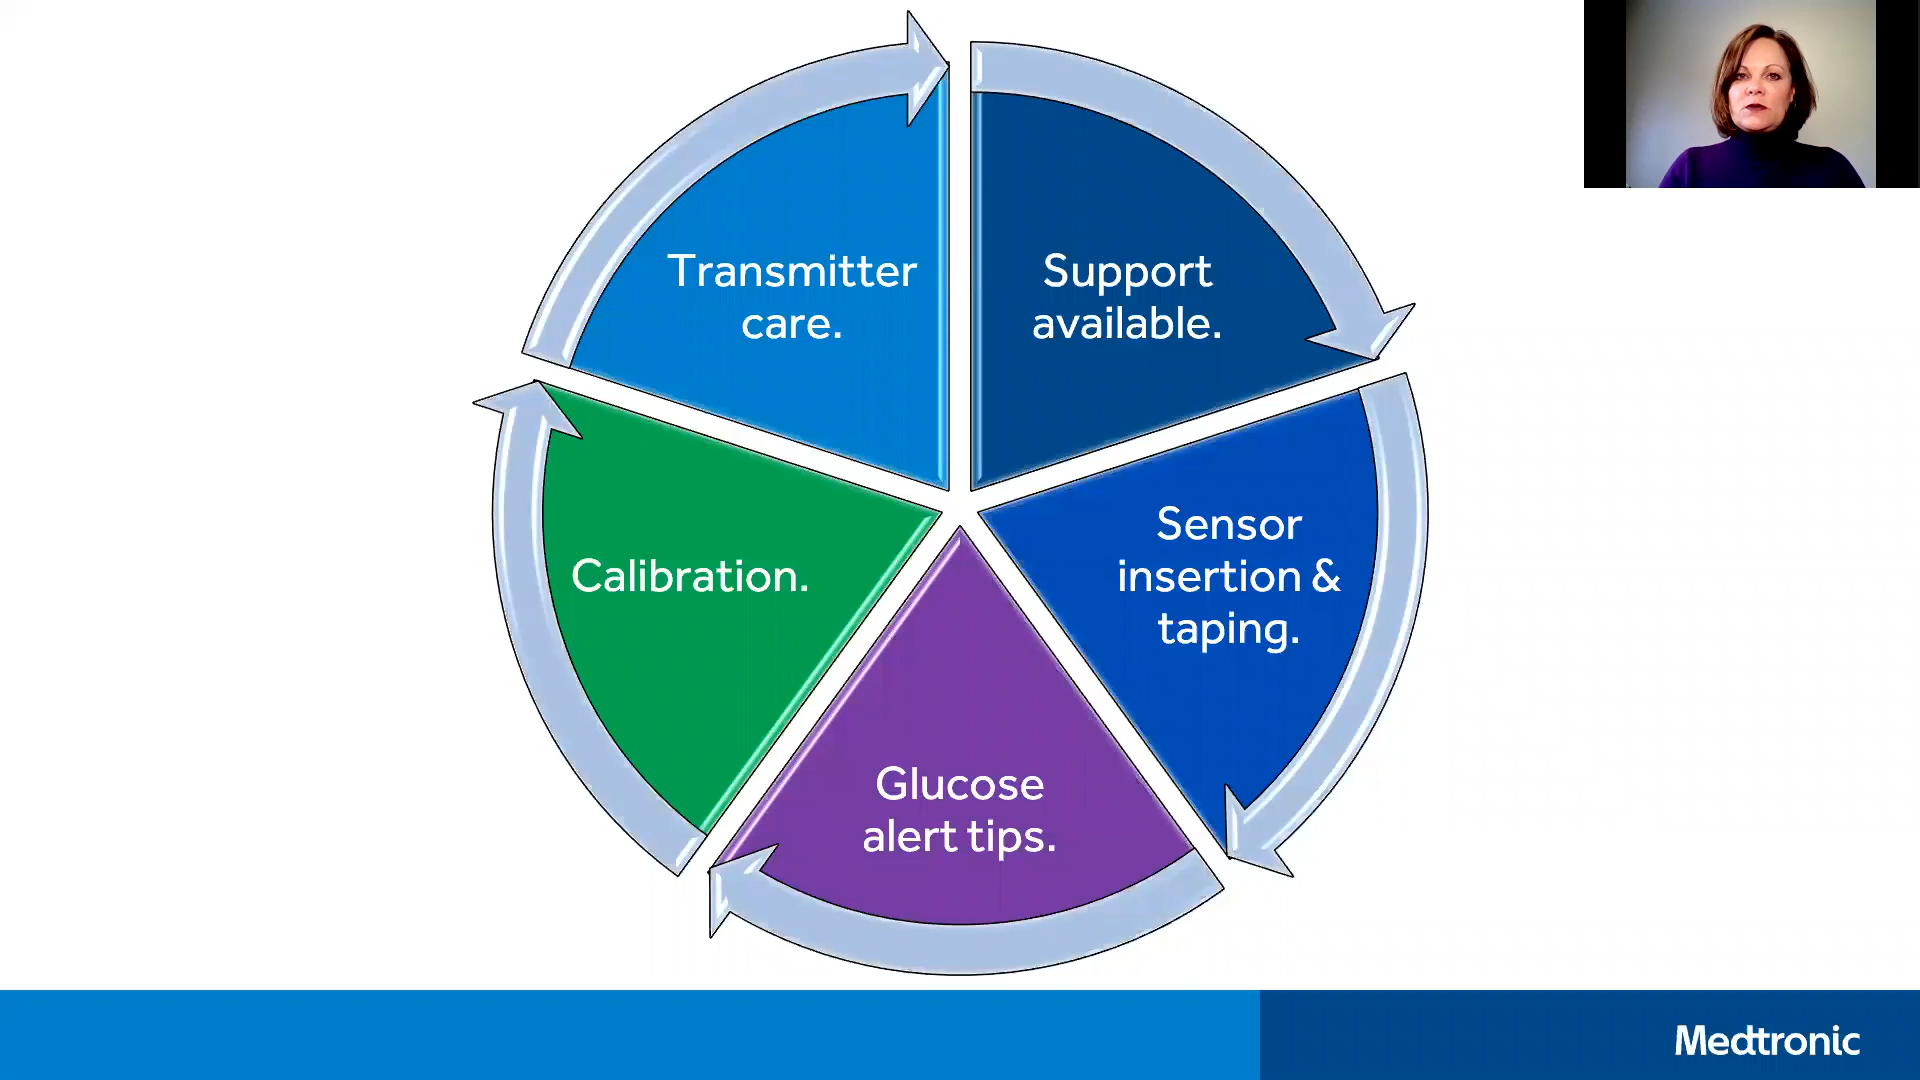 Transmitter
care.
Support
available.
Sensor
insertion &
taping.
Glucose
alert tips.
Calibration.
Medtronic